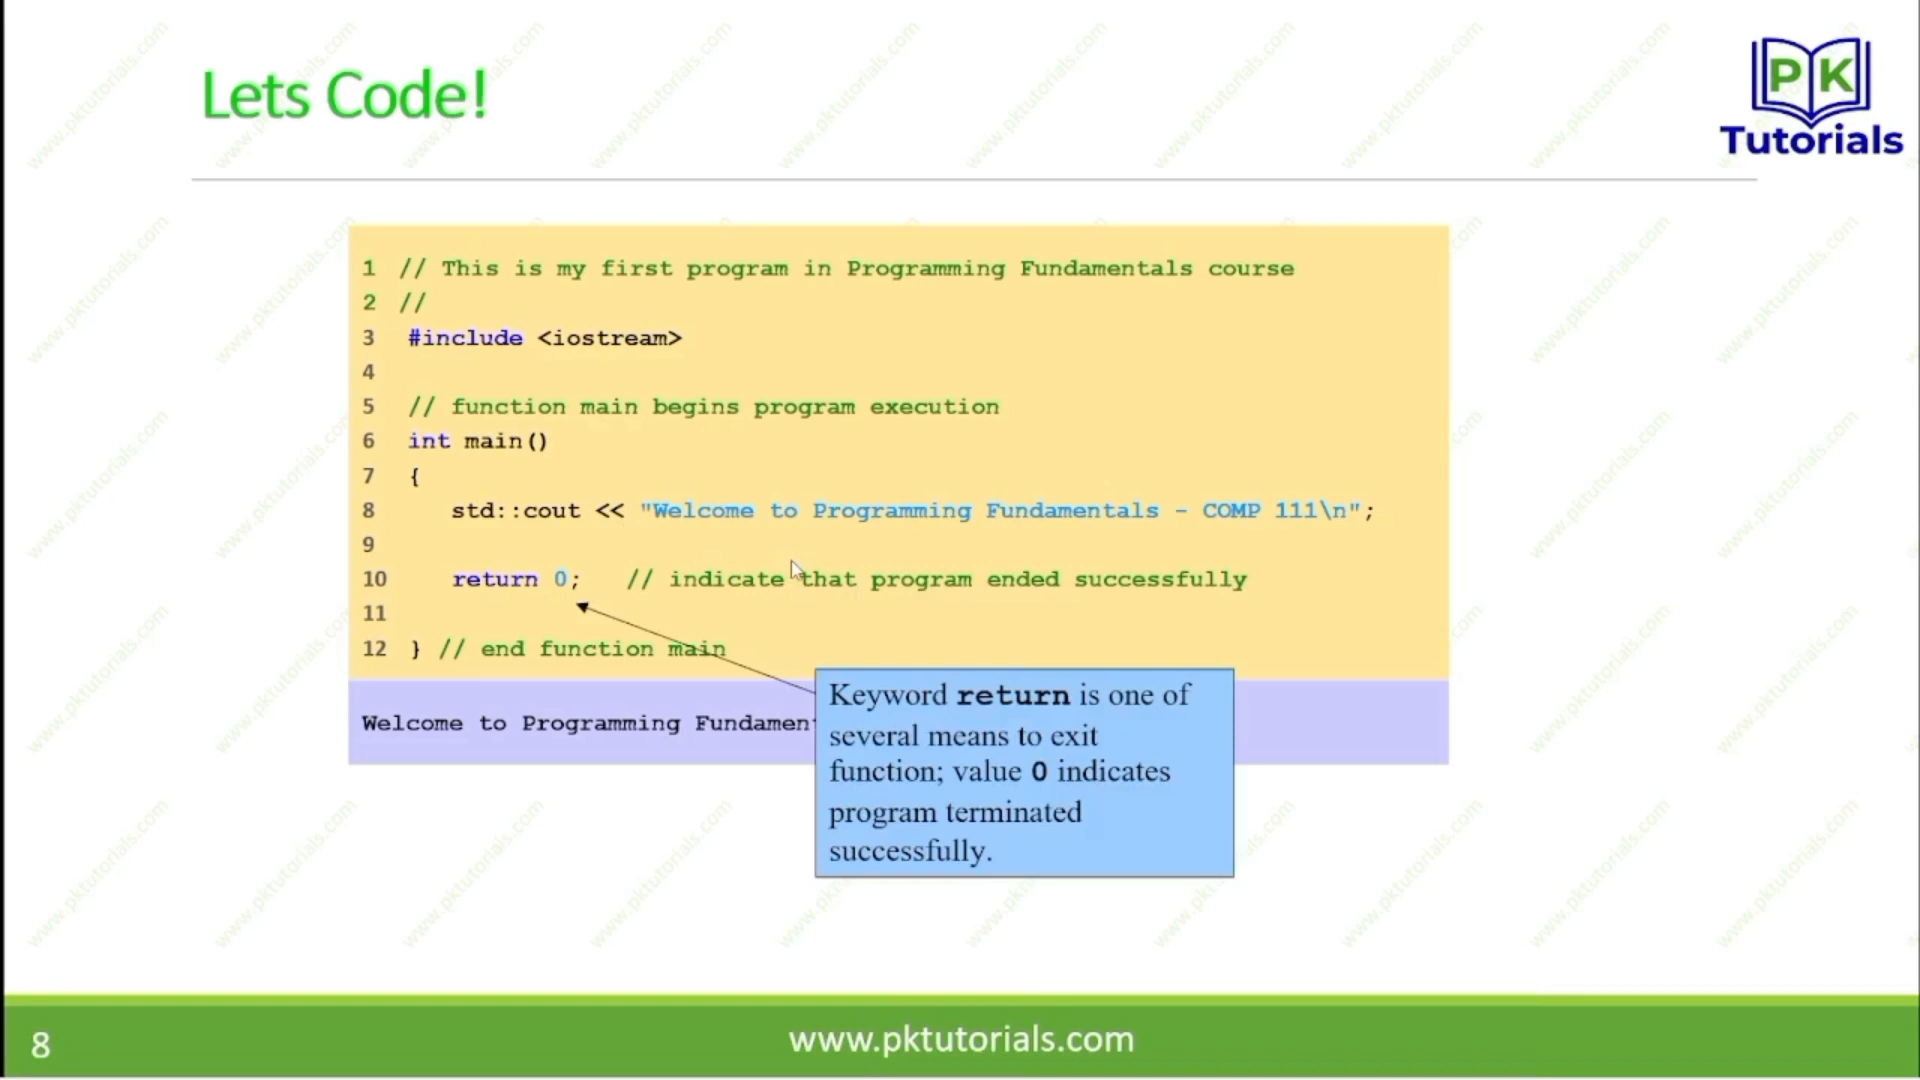 Lets Code!
PK
Tutorials
1 // This is my first program in Programming Fundamentals course
2 //
3 #include <iostream>
4
5 // function main begins program execution
6 int main()
7 {
8 std::cout << "Welcome to Programming Fundamentals - COMP 111\n";
9
10 return 0; // indicate that program ended successfully
11
12 } // end function main
Welcome to Programming
Keyword return is one of
several means to exit
function; value 0 indicates
program terminated
successfully.
8
www.pktutorials.com